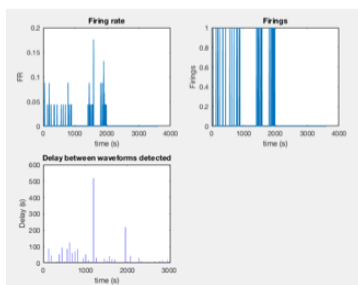 Firing rate
0.2
0.15
0.1
0.05
0
FR
0 1000 2000 3000 4000
time (s)
Firings
1
0.8
0.6
0.4
0.2
0
Firings
0 1000 2000 3000 4000
time (s)
Delay between waveforms detected
600
500
400
300
200
100
0
Delay (s)
0 1000 2000 3000
time (s)